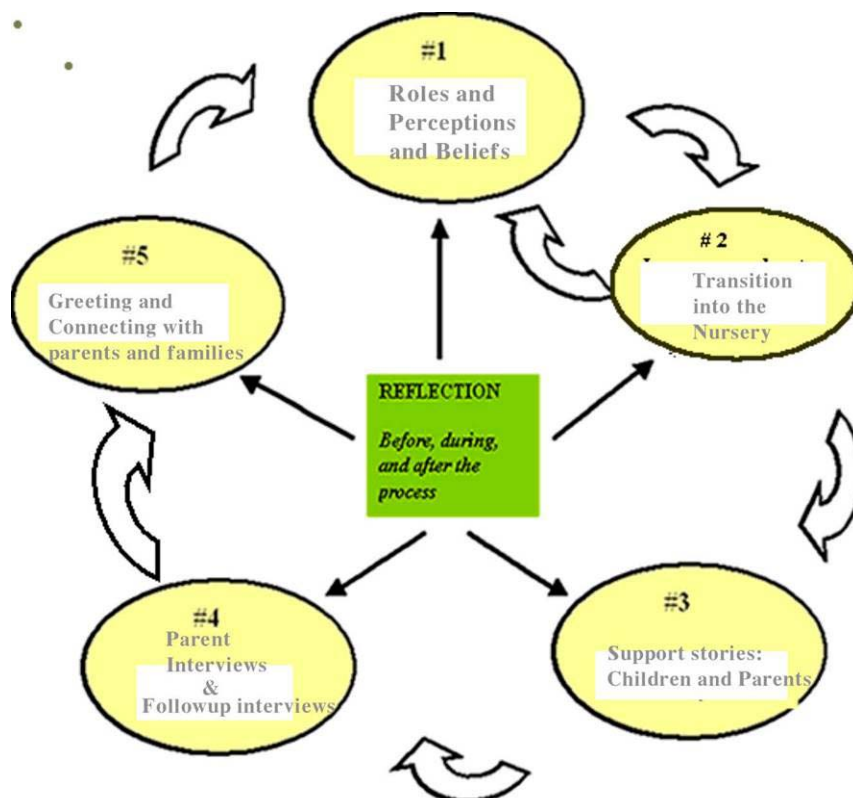 #1
Roles and
Perceptions
and Beliefs
# 2
Transition
into the
Nursery
#5
Greeting and
Connecting with
parents and families
REFLECTION
Before, during,
and after the
process
#4
Parent
Interviews
&
Followup interviews
#3
Support stories:
Children and Parents